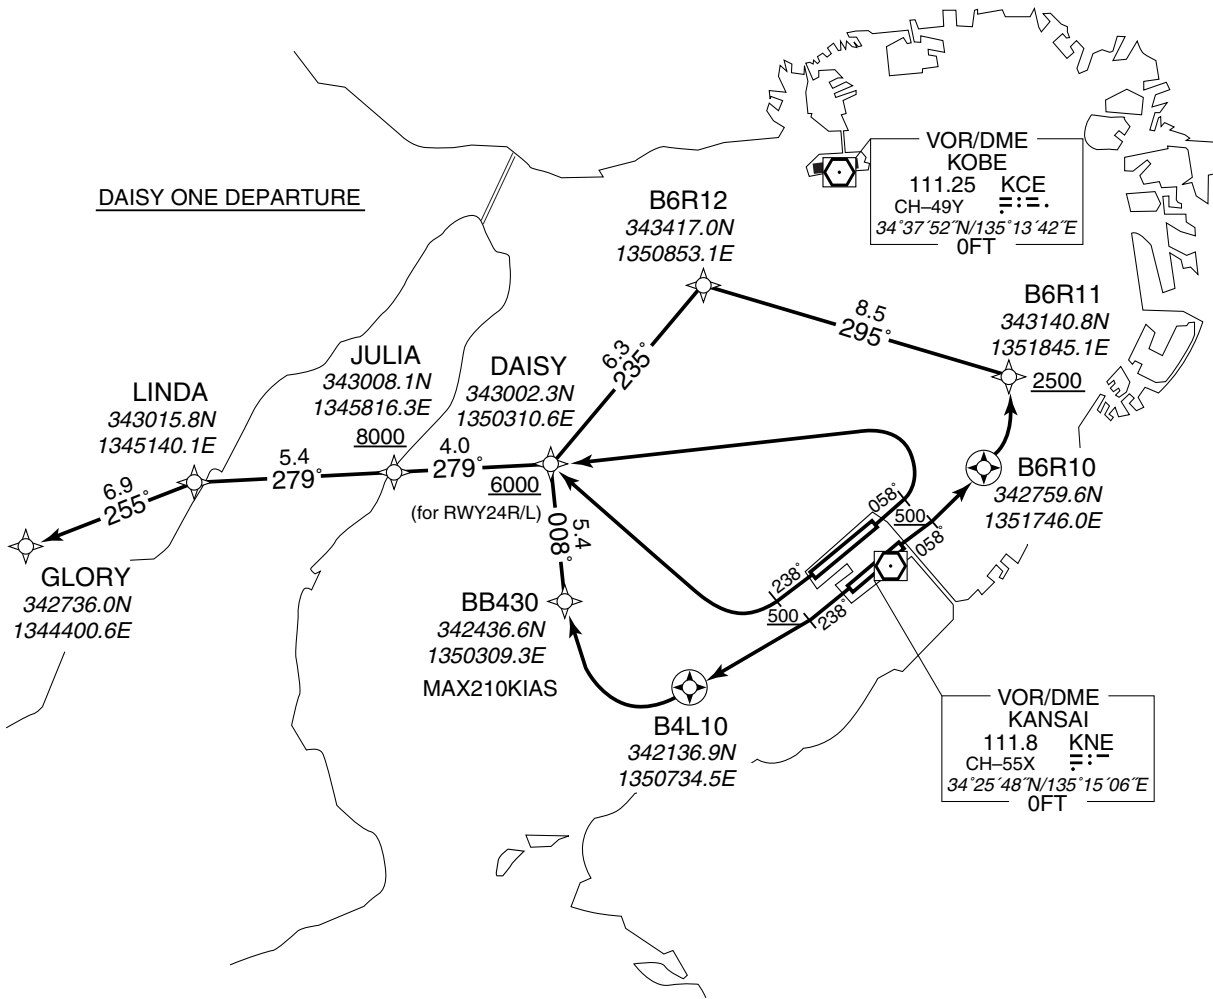 DAISY ONE DEPARTURE
VOR/DME
KOBE
111.25 KCE
CH–49Y
34°37´52˝N/135°13´42˝E
0FT
B6R12
343417.0N
1350853.1E
8.5
295°
B6R11
343140.8N
1351845.1E
2500
6.3
235°
JULIA
343008.1N
1345816.3E
8000
DAISY
343002.3N
1350310.6E
6000
(for RWY24R/L)
LINDA
343015.8N
1345140.1E
5.4
279°
4.0
279°
6.9
255°
GLORY
342736.0N
1344400.6E
B6R10
342759.6N
1351746.0E
058°
500
058°
238°
500
238°
5.4
008°
BB430
342436.6N
1350309.3E
MAX210KIAS
B4L10
342136.9N
1350734.5E
VOR/DME
KANSAI
111.8 KNE
CH–55X
34°25´48˝N/135°15´06˝E
0FT